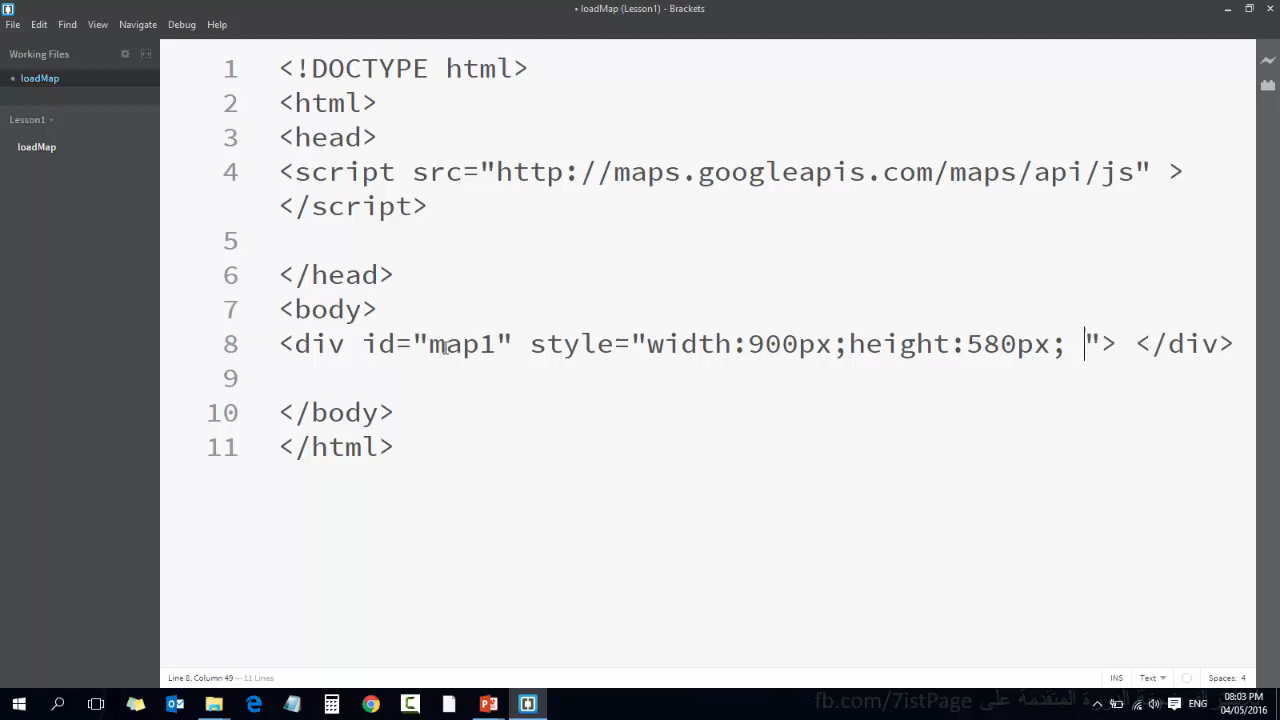 • loadMap (Lesson1) - Brackets
File Edit Find View Navigate Debug Help
Working Files
• loadMap
Lesson1
loadMap
1 <!DOCTYPE html>
2 <html>
3 <head>
4 <script src="http://maps.googleapis.com/maps/api/js" >
</script>
5
6 </head>
7 <body>
8 <div id="map1" style="width:900px;height:580px; "> </div>
9
10 </body>
11 </html>
Line 8, Column 49 — 11 Lines
INS Text Spaces: 4
fb.com/7istPage المتقدمة على
08:03 PM
04/05/2016